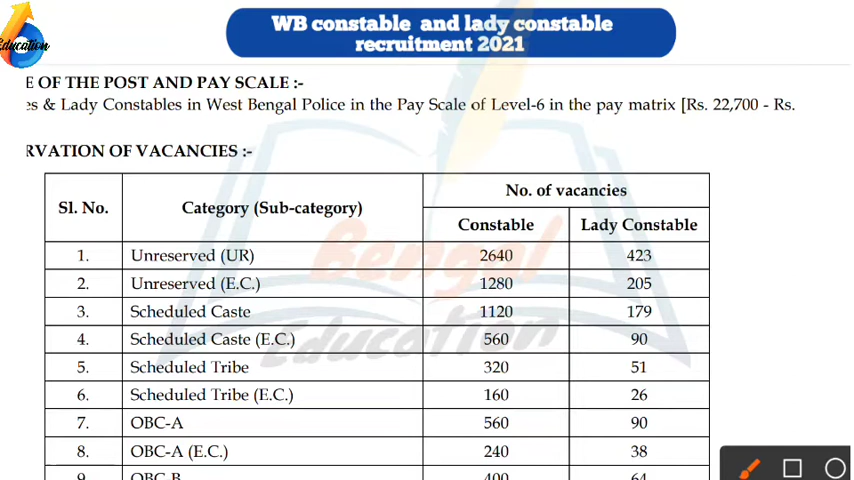 Education
WB constable and lady constable
recruitment 2021
E OF THE POST AND PAY SCALE :-
es & Lady Constables in West Bengal Police in the Pay Scale of Level-6 in the pay matrix [Rs. 22,700 - Rs.
RVATION OF VACANCIES :-
Sl. No. Category (Sub-category) No. of vacancies
Constable Lady Constable
1. Unreserved (UR) 2640 423
2. Unreserved (E.C.) 1280 205
3. Scheduled Caste 1120 179
4. Scheduled Caste (E.C.) 560 90
5. Scheduled Tribe 320 51
6. Scheduled Tribe (E.C.) 160 26
7. OBC-A 560 90
8. OBC-A (E.C.) 240 38
9. OBC-B 400 64
Bengal
Education